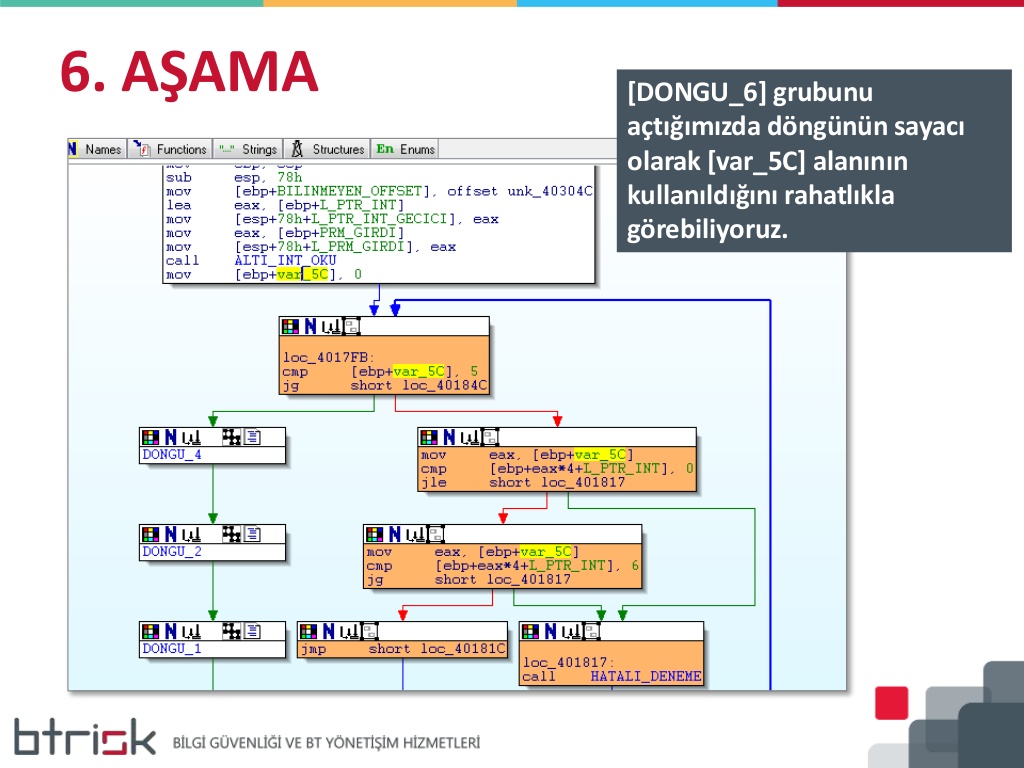 6. AŞAMA
[DONGU_6] grubunu
açtığımızda döngünün sayacı
olarak [var_5C] alanının
kullanıldığını rahatlıkla
görebiliyoruz.
Names Functions Strings Structures En Enums
mov ebp, esp
sub esp, 78h
mov [ebp+BILINMEYEN_OFFSET], offset unk_40304C
lea eax, [ebp+L_PTR_INT]
mov [esp+78h+L_PTR_INT_GECICI], eax
mov eax, [ebp+PRM_GIRDI]
mov [esp+78h+L_PRM_GIRDI], eax
call ALTI_INT_OKU
mov [ebp+var_5C], 0
loc_4017FB:
cmp [ebp+var_5C], 5
jg short loc_40184C
DONGU_4
mov eax, [ebp+var_5C]
cmp [ebp+eax*4+L_PTR_INT], 0
jle short loc_401817
DONGU_2
mov eax, [ebp+var_5C]
cmp [ebp+eax*4+L_PTR_INT], 6
jg short loc_401817
DONGU_1
jmp short loc_40181C
loc_401817:
call HATALI_DENEME
btrisk BİLGİ GÜVENLİĞİ VE BT YÖNETİŞİM HİZMETLERİ